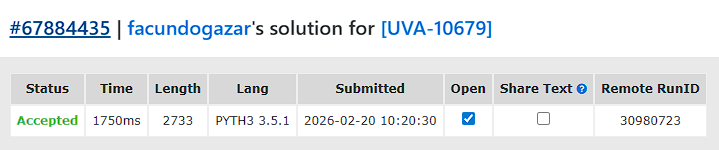 #67884435 | facundogazar's solution for [UVA-10679]
Status Time Length Lang Submitted Open Share Text Remote RunID
Accepted 1750ms 2733 PYTH3 3.5.1 2026-02-20 10:20:30 30980723